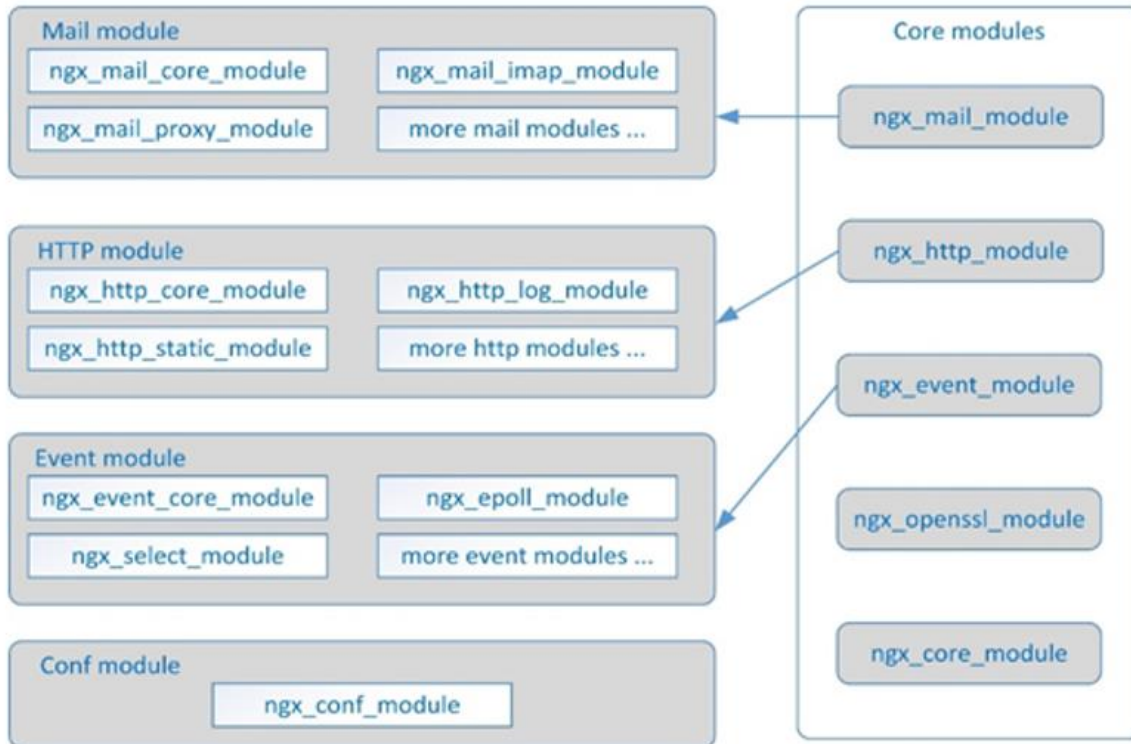 Mail module
ngx_mail_core_module
ngx_mail_imap_module
ngx_mail_proxy_module
more mail modules ...
HTTP module
ngx_http_core_module
ngx_http_log_module
ngx_http_static_module
more http modules ...
Event module
ngx_event_core_module
ngx_epoll_module
ngx_select_module
more event modules ...
Conf module
ngx_conf_module
Core modules
ngx_mail_module
ngx_http_module
ngx_event_module
ngx_openssl_module
ngx_core_module